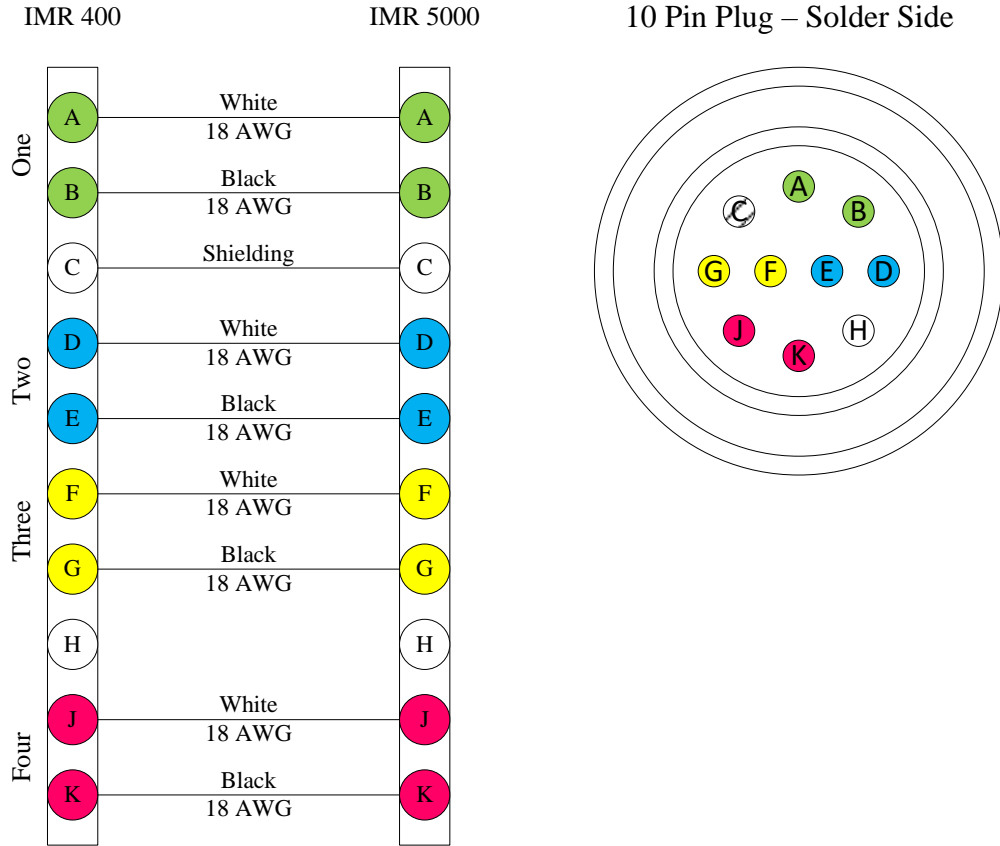 IMR 400
IMR 5000
10 Pin Plug – Solder Side
One
A
White
18 AWG
A
B
Black
18 AWG
B
C
Shielding
C
Two
D
White
18 AWG
D
E
Black
18 AWG
E
Three
F
White
18 AWG
F
G
Black
18 AWG
G
H
H
Four
J
White
18 AWG
J
K
Black
18 AWG
K
A
C
B
G F E D
J
H
K